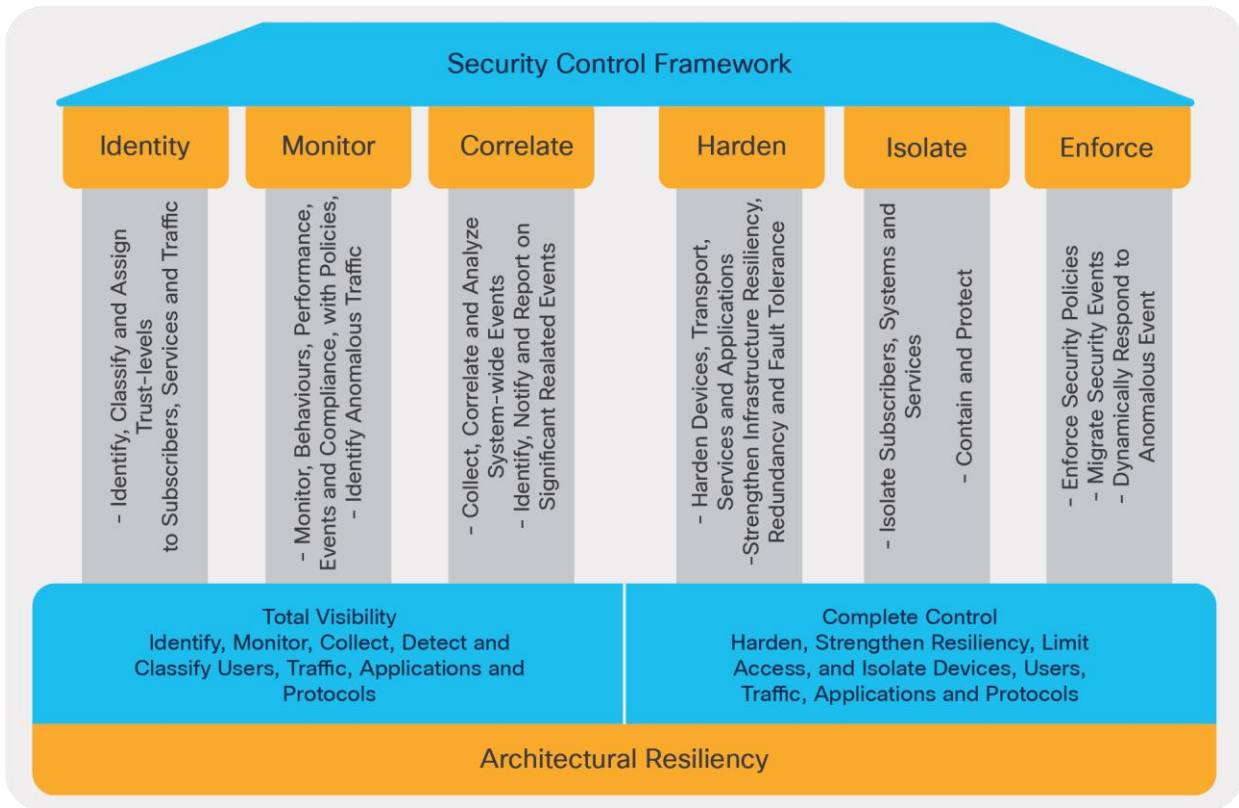 Security Control Framework
Identity
Monitor
Correlate
Harden
Isolate
Enforce
- Identify, Classify and Assign
Trust-levels
to Subscribers, Services and Traffic
- Monitor, Behaviours, Performance,
Events and Compliance, with Policies,
- Identify Anomalous Traffic
- Collect, Correlate and Analyze
System-wide Events
- Identify, Notify and Report on
Significant Realated Events
- Harden Devices, Transport,
Services and Applications
-Strengthen Infrastructure Resiliency,
Redundancy and Fault Tolerance
- Isolate Subscribers, Systems and
Services
- Contain and Protect
- Enforce Security Policies
- Migrate Security Events
- Dynamically Respond to
Anomalous Event
Total Visibility
Identify, Monitor, Collect, Detect and
Classify Users, Traffic, Applications and
Protocols
Complete Control
Harden, Strengthen Resiliency, Limit
Access, and Isolate Devices, Users,
Traffic, Applications and Protocols
Architectural Resiliency